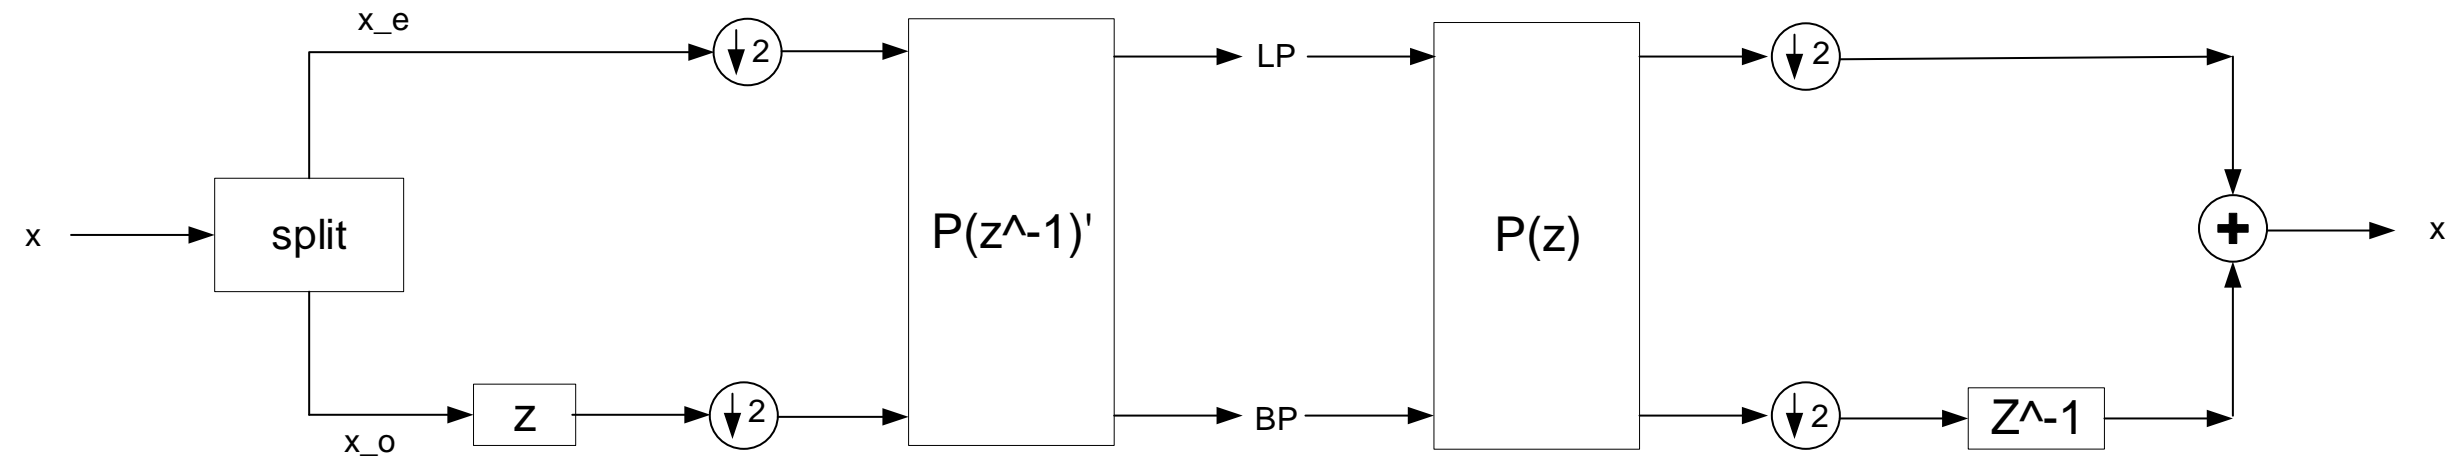 x
split
x_e
x_o
z
↓2
↓2
P(z^-1)'
LP
BP
P(z)
↓2
↓2
Z^-1
+
x